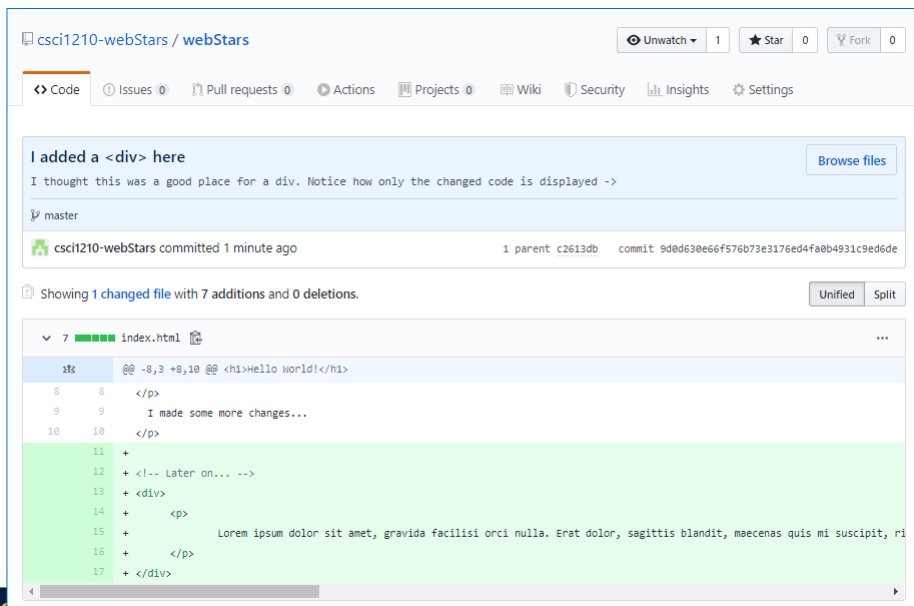 csci1210-webStars / webStars
Unwatch 1 Star 0 Fork 0
Code Issues 0 Pull requests 0 Actions Projects 0 Wiki Security Insights Settings
I added a <div> here
Browse files
I thought this was a good place for a div. Notice how only the changed code is displayed ->
master
csci1210-webStars committed 1 minute ago 1 parent c2613db commit 9d0d630e66f576b73e3176ed4fa0b4931c9ed6de
Showing 1 changed file with 7 additions and 0 deletions. Unified Split
7 index.html ...
@@ -8,3 +8,10 @@ <h1>Hello World!</h1>
8 8 </p>
9 9 I made some more changes...
10 10 </p>
11 +
12 + <!-- Later on... -->
13 + <div>
14 + <p>
15 + Lorem ipsum dolor sit amet, gravida facilisi orci nulla. Erat dolor, sagittis blandit, maecenas quis mi suscipit, ri
16 + </p>
17 + </div>